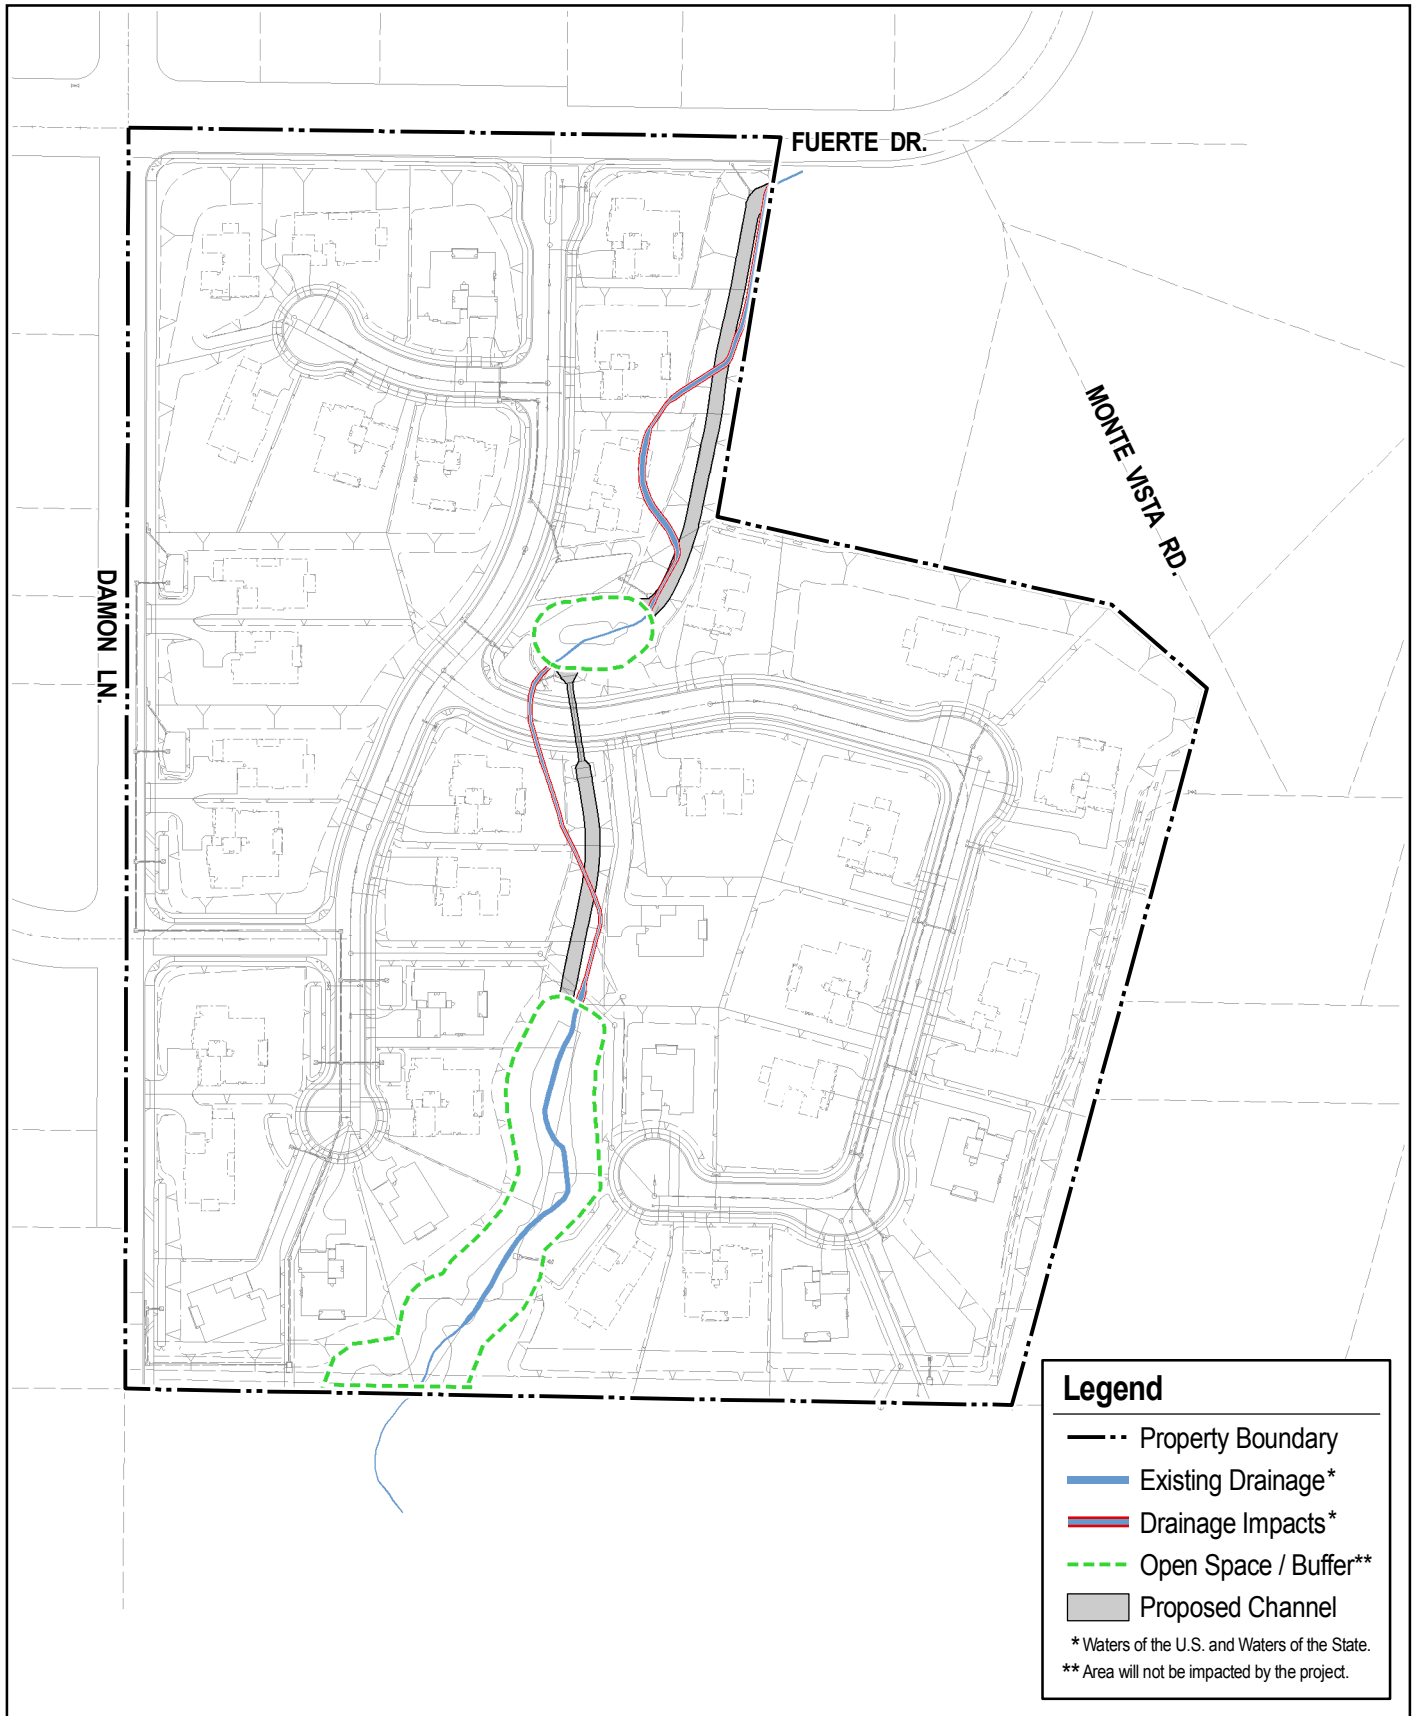 FUERTE DR.
MONTE VISTA RD.
DAMON LN.
Legend
Property Boundary
Existing Drainage*
Drainage Impacts*
Open Space / Buffer**
Proposed Channel
* Waters of the U.S. and Waters of the State.
** Area will not be impacted by the project.